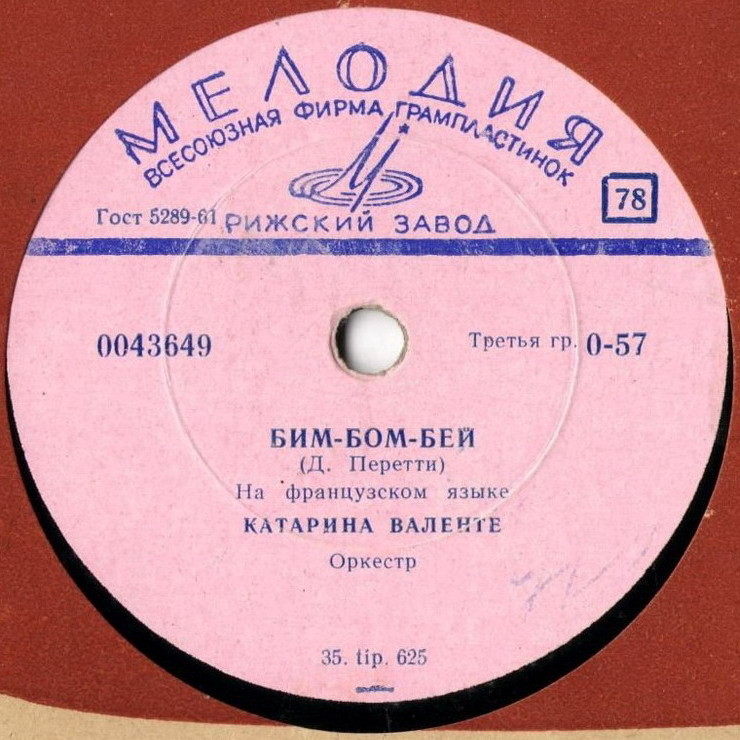 МЕЛОДИЯ
ВСЕСОЮЗНАЯ ФИРМА ГРАМПЛАСТИНОК
78
Гост 5289-61
РИЖСКИЙ ЗАВОД
0043649
Третья гр. 0-57
БИМ-БОМ-БЕЙ
(Д. Перетти)
На французском языке
КАТАРИНА ВАЛЕНТЕ
Оркестр
35. tip. 625